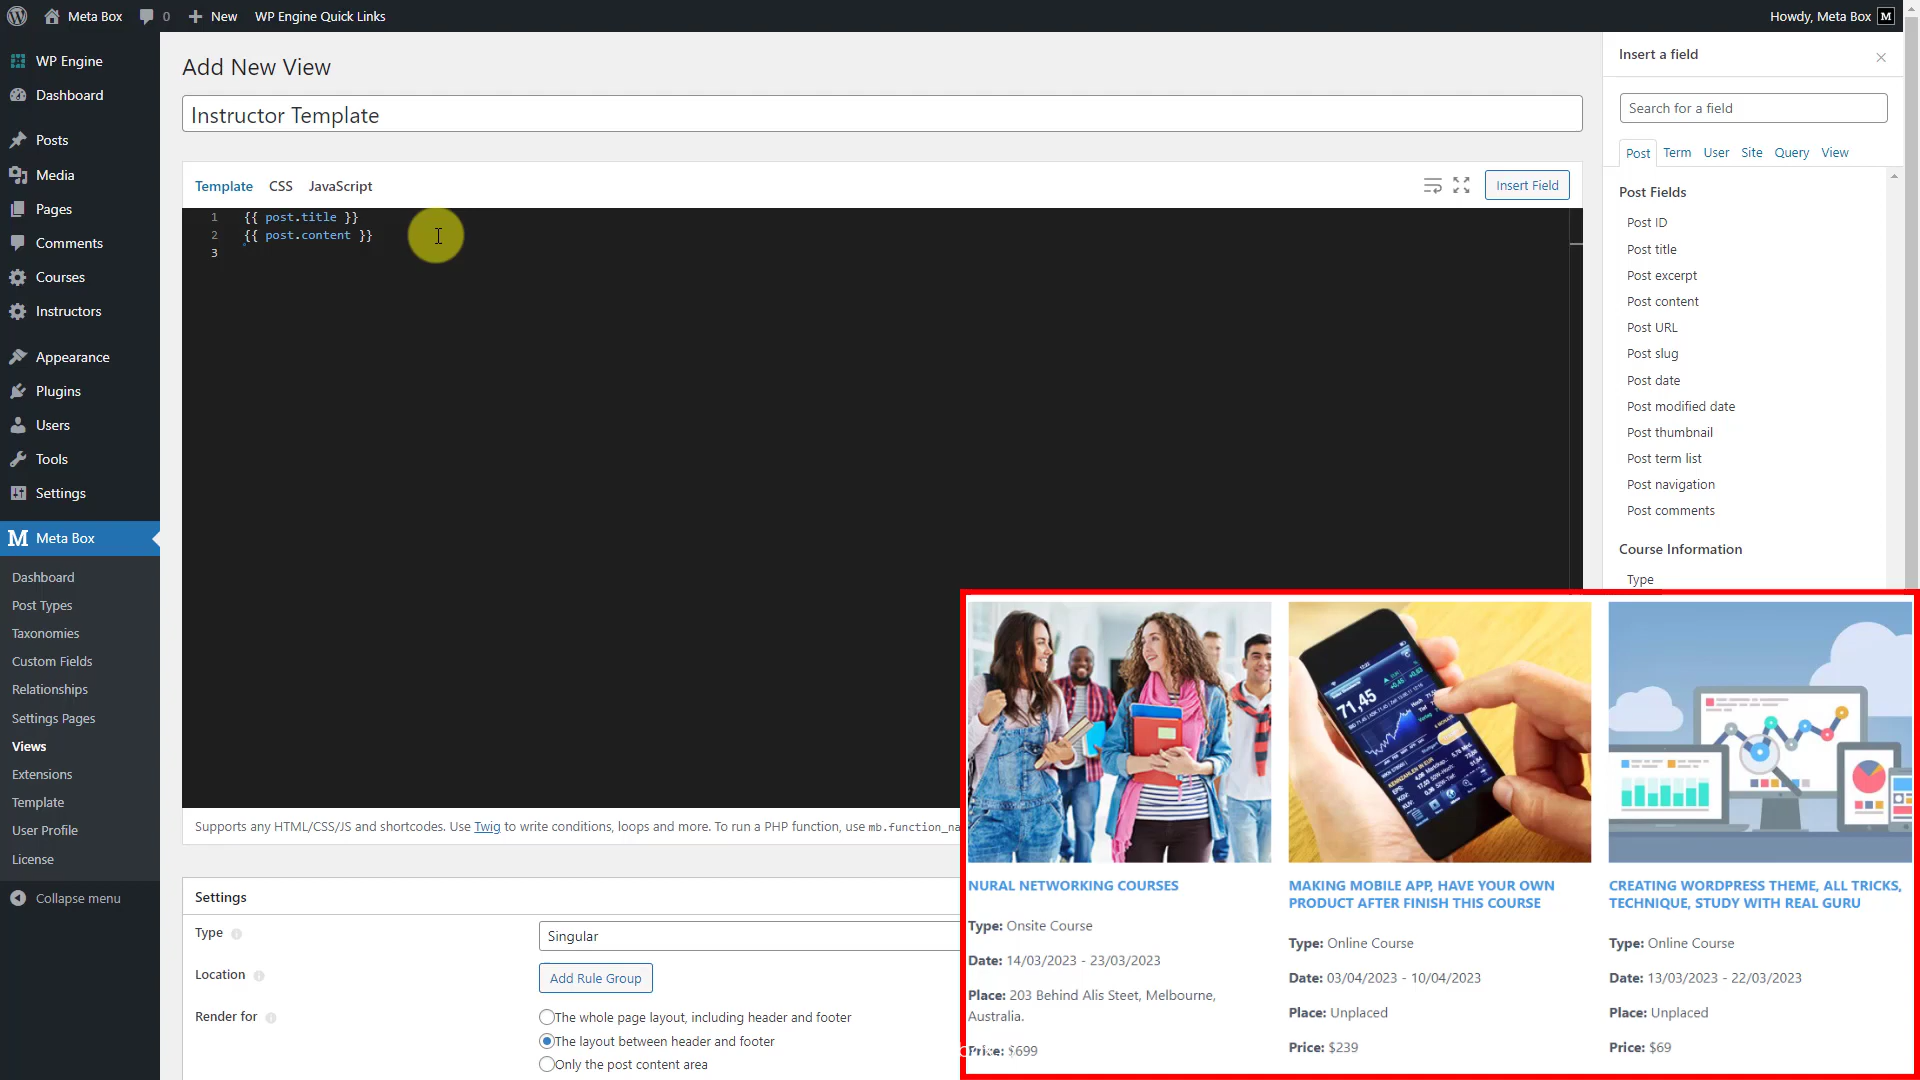 Meta Box
0
New
WP Engine Quick Links
Howdy, Meta Box
M
WP Engine
Dashboard
Posts
Media
Pages
Comments
Courses
Instructors
Appearance
Plugins
Users
Tools
Settings
M Meta Box
Dashboard
Post Types
Taxonomies
Custom Fields
Relationships
Settings Pages
Views
Extensions
Template
User Profile
License
Collapse menu
Add New View
Instructor Template
Template CSS JavaScript
Insert Field
1 {{ post.title }}
2 {{ post.content }}
3
Supports any HTML/CSS/JS and shortcodes. Use Twig to write conditions, loops and more. To run a PHP function, use mb.function_na
Settings
Type
Singular
Location
Add Rule Group
Render for
The whole page layout, including header and footer
The layout between header and footer
Only the post content area
Insert a field
Search for a field
Post Term User Site Query View
Post Fields
Post ID
Post title
Post excerpt
Post content
Post URL
Post slug
Post date
Post modified date
Post thumbnail
Post term list
Post navigation
Post comments
Course Information
Type
71,45
71,45
NURAL NETWORKING COURSES
Type: Onsite Course
Date: 14/03/2023 - 23/03/2023
Place: 203 Behind Alis Steet, Melbourne,
Australia.
Price: $699
MAKING MOBILE APP, HAVE YOUR OWN
PRODUCT AFTER FINISH THIS COURSE
Type: Online Course
Date: 03/04/2023 - 10/04/2023
Place: Unplaced
Price: $239
CREATING WORDPRESS THEME, ALL TRICKS,
TECHNIQUE, STUDY WITH REAL GURU
Type: Online Course
Date: 13/03/2023 - 22/03/2023
Place: Unplaced
Price: $69